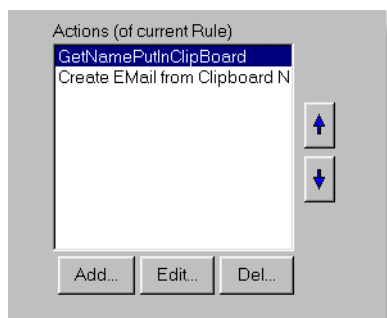 Actions (of current Rule)
GetNamePutInClipBoard
Create EMail from Clipboard N
Add...
Edit...
Del...